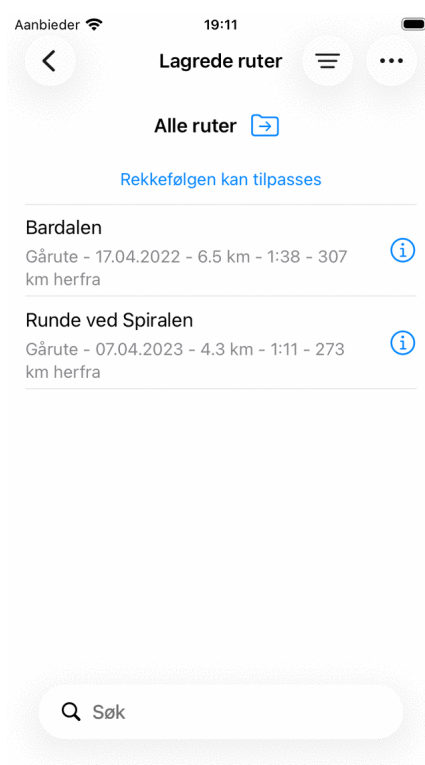 Aanbieder 19:11
Lagrede ruter
Alle ruter
Rekkefølgen kan tilpasses
Bardalen
Gårute - 17.04.2022 - 6.5 km - 1:38 - 307
km herfra
Runde ved Spiralen
Gårute - 07.04.2023 - 4.3 km - 1:11 - 273
km herfra
Søk